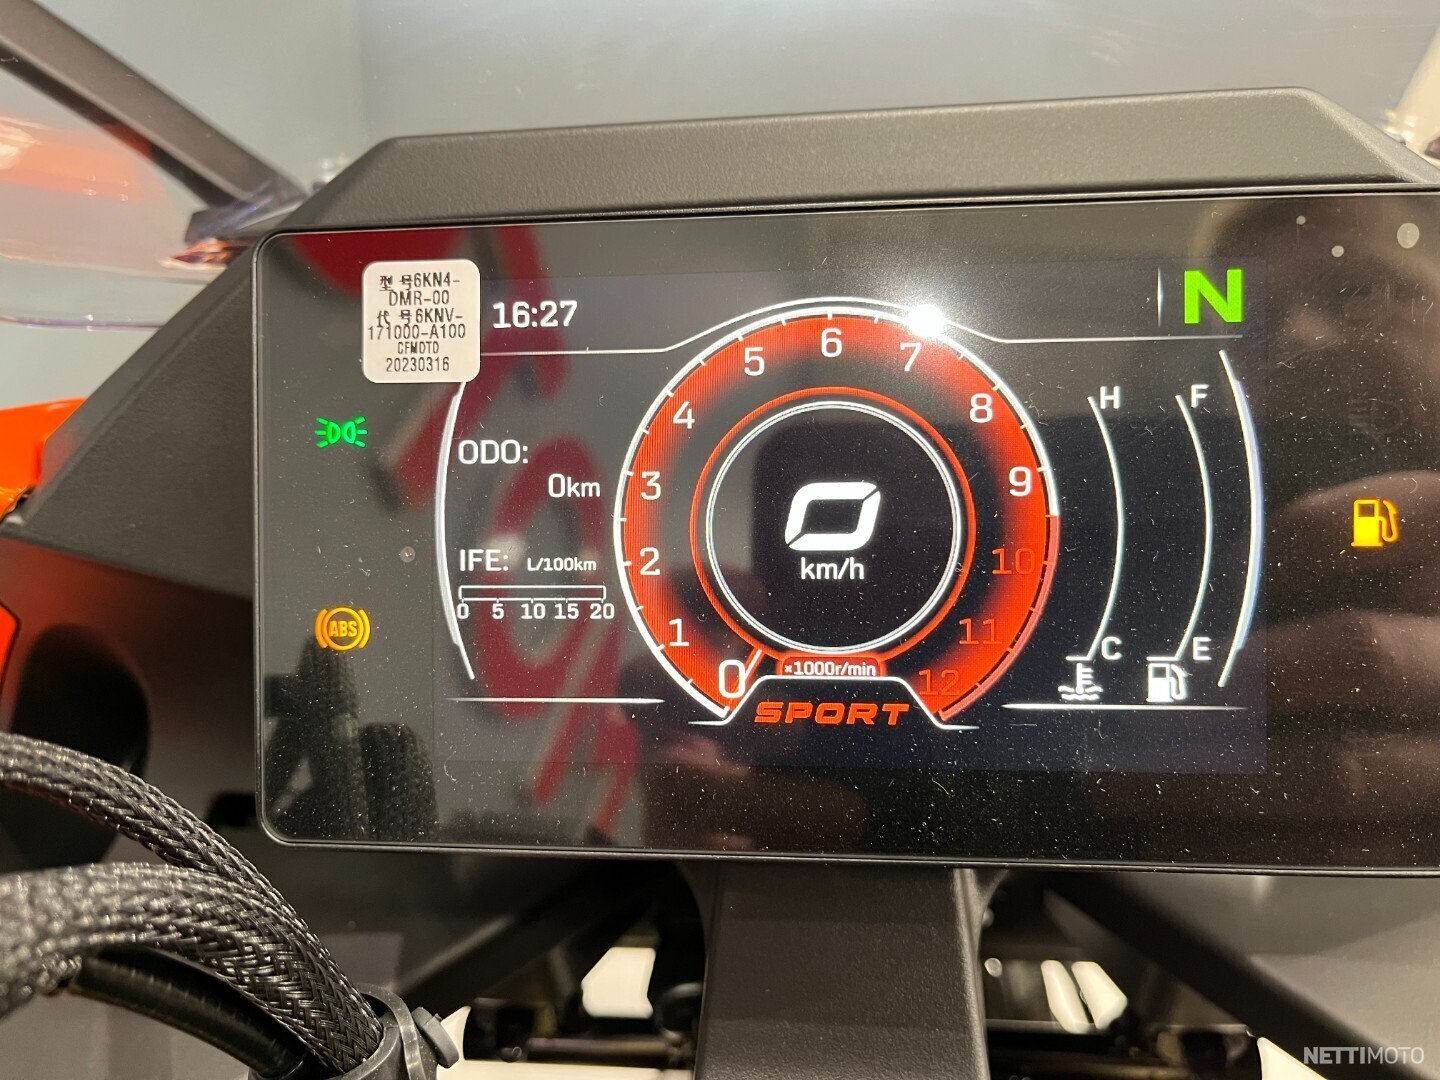 型 号6KN4-
DMR-00
代 号6KNV-
171000-A100
CFMOTO
20230316
16:27
N
ODO:
0km
IFE: L/100km
0 5 10 15 20
0
1
2
3
4
5
6
7
8
9
10
11
12
0
km/h
×1000r/min
SPORT
H
C
F
E
ABS
NETTIMOTO